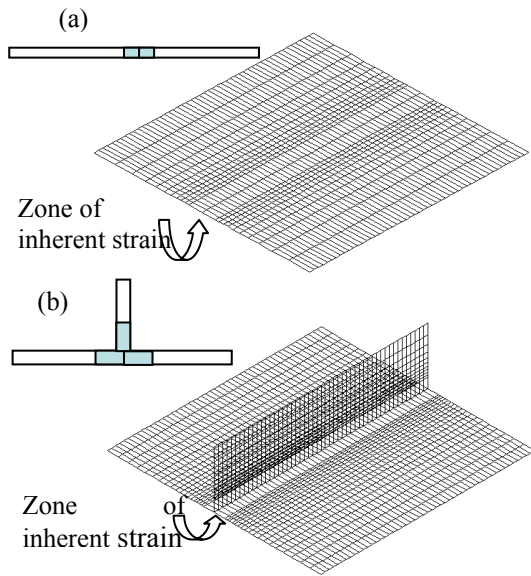 (a)
Zone of
inherent strain
(b)
Zone of
inherent strain